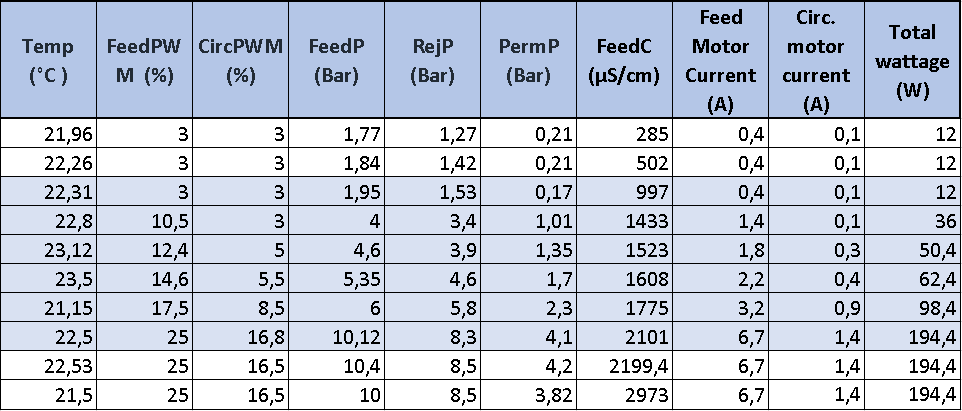 Temp (°C ) FeedPW M (%) CircPWM (%) FeedP (Bar) RejP (Bar) PermP (Bar) FeedC (µS/cm) Feed Motor Current (A) Circ. motor current (A) Total wattage (W)
21,96 3 3 1,77 1,27 0,21 285 0,4 0,1 12
22,26 3 3 1,84 1,42 0,21 502 0,4 0,1 12
22,31 3 3 1,95 1,53 0,17 997 0,4 0,1 12
22,8 10,5 3 4 3,4 1,01 1433 1,4 0,1 36
23,12 12,4 5 4,6 3,9 1,35 1523 1,8 0,3 50,4
23,5 14,6 5,5 5,35 4,6 1,7 1608 2,2 0,4 62,4
21,15 17,5 8,5 6 5,8 2,3 1775 3,2 0,9 98,4
22,5 25 16,8 10,12 8,3 4,1 2101 6,7 1,4 194,4
22,53 25 16,5 10,4 8,5 4,2 2199,4 6,7 1,4 194,4
21,5 25 16,5 10 8,5 3,82 2973 6,7 1,4 194,4